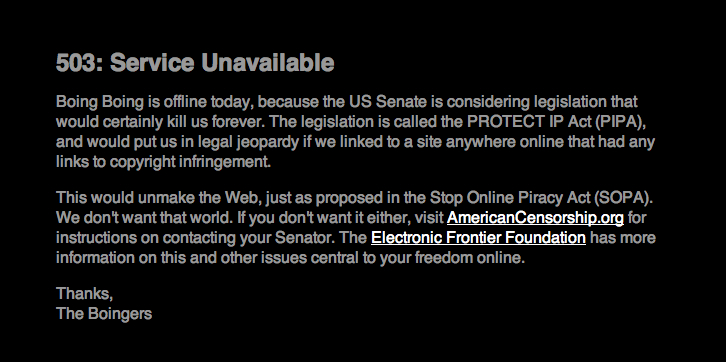 503: Service Unavailable
Boing Boing is offline today, because the US Senate is considering legislation that
would certainly kill us forever. The legislation is called the PROTECT IP Act (PIPA),
and would put us in legal jeopardy if we linked to a site anywhere online that had any
links to copyright infringement.
This would unmake the Web, just as proposed in the Stop Online Piracy Act (SOPA).
We don't want that world. If you don't want it either, visit AmericanCensorship.org for
instructions on contacting your Senator. The Electronic Frontier Foundation has more
information on this and other issues central to your freedom online.
Thanks,
The Boingers